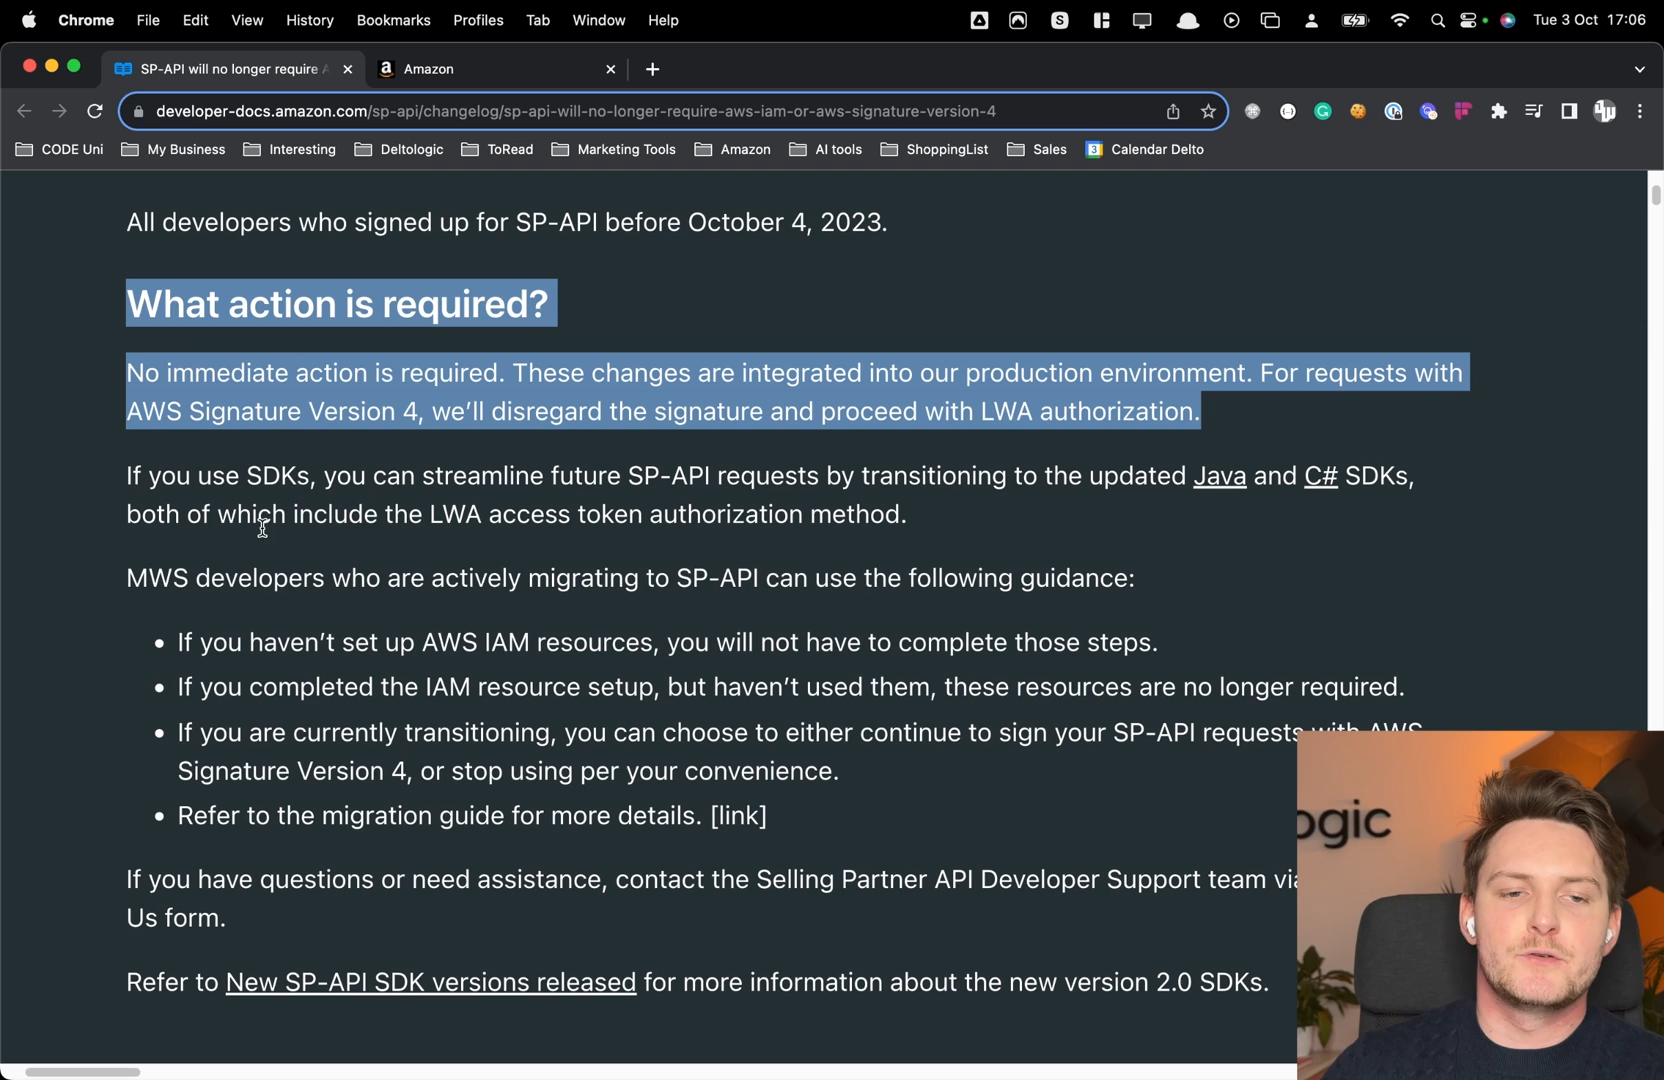 Chrome File Edit View History Bookmarks Profiles Tab Window Help Tue 3 Oct 17:06
SP-API will no longer require Amazon
developer-docs.amazon.com/sp-api/changelog/sp-api-will-no-longer-require-aws-iam-or-aws-signature-version-4
CODE Uni My Business Interesting Deltologic ToRead Marketing Tools Amazon AI tools ShoppingList Sales 3 Calendar Delto
All developers who signed up for SP-API before October 4, 2023.
What action is required?
No immediate action is required. These changes are integrated into our production environment. For requests with
AWS Signature Version 4, we’ll disregard the signature and proceed with LWA authorization.
If you use SDKs, you can streamline future SP-API requests by transitioning to the updated Java and C# SDKs,
both of which include the LWA access token authorization method.
MWS developers who are actively migrating to SP-API can use the following guidance:
• If you haven’t set up AWS IAM resources, you will not have to complete those steps.
• If you completed the IAM resource setup, but haven’t used them, these resources are no longer required.
• If you are currently transitioning, you can choose to either continue to sign your SP-API requests with AWS
Signature Version 4, or stop using per your convenience.
• Refer to the migration guide for more details. [link]
ogic
If you have questions or need assistance, contact the Selling Partner API Developer Support team via
Us form.
Refer to New SP-API SDK versions released for more information about the new version 2.0 SDKs.